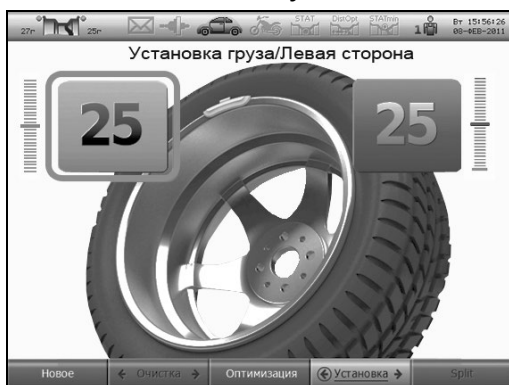 27г 25г STAT DistOpt STATmin 1 Вт 15:56:26
08-ФЕВ-2011
Установка груза/Левая сторона
25 25
Новое Очистка Оптимизация Установка Split